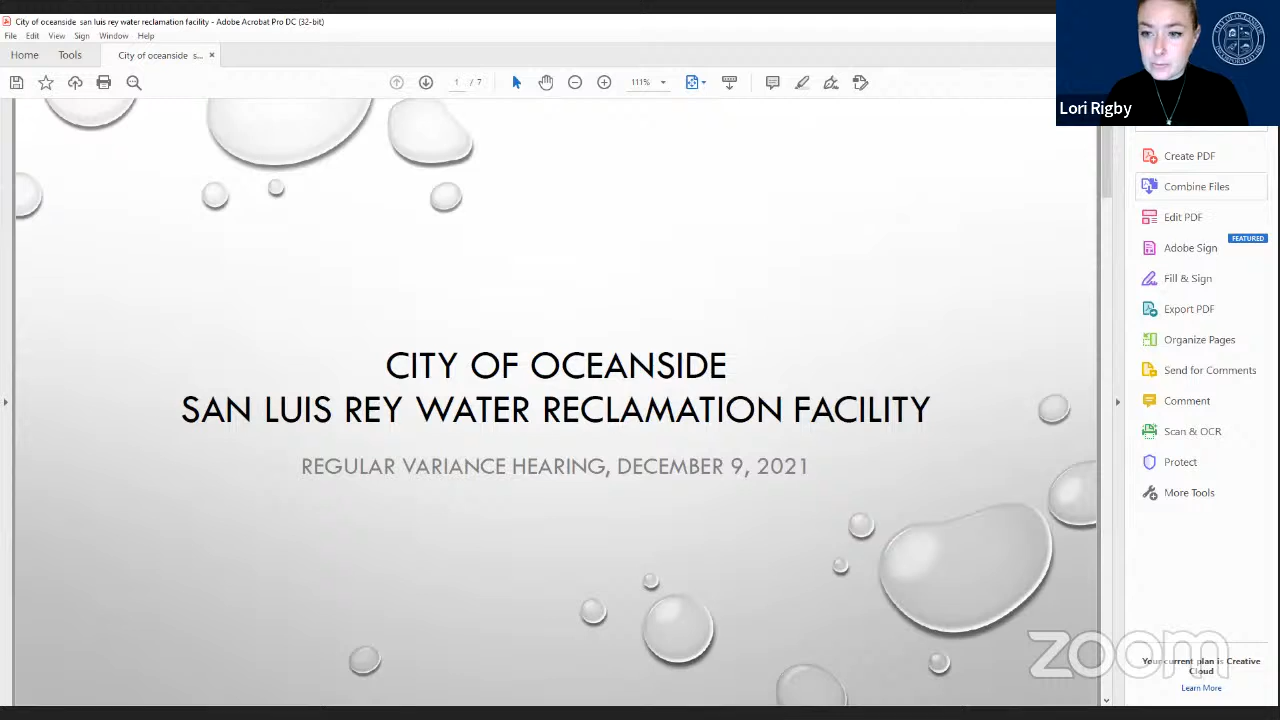 City of oceanside san luis rey water reclamation facility - Adobe Acrobat Pro DC (32-bit)
File Edit View Sign Window Help
Home Tools City of oceanside s... ×
1 / 7 111%
Lori Rigby
Create PDF
Combine Files
Edit PDF
FEATURED
Adobe Sign
Fill & Sign
Export PDF
Organize Pages
Send for Comments
Comment
Scan & OCR
Protect
More Tools
CITY OF OCEANSIDE
SAN LUIS REY WATER RECLAMATION FACILITY
REGULAR VARIANCE HEARING, DECEMBER 9, 2021
zoom
Your current plan is Creative
Cloud
Learn More